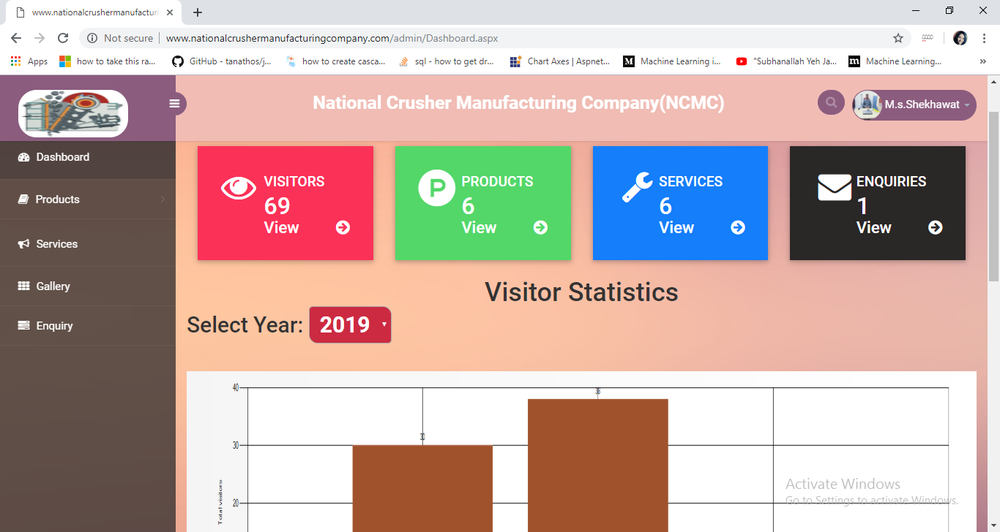 www.nationalcrushermanufacturin
Not secure
www.nationalcrushermanufacturingcompany.com/admin/Dashboard.aspx
Apps
how to take this ra...
GitHub - tanathos/j...
how to create casca...
sql - how to get dr...
Chart Axes | Aspnet...
Machine Learning i...
"Subhanallah Yeh Ja...
Machine Learning...
National Crusher Manufacturing Company(NCMC)
M.s.Shekhawat
Dashboard
Products
Services
Gallery
Enquiry
VISITORS
69
View
PRODUCTS
6
View
SERVICES
6
View
ENQUIRIES
1
View
Visitor Statistics
Select Year: 2019
40
38
30
30
20
Total visitors
Activate Windows
Go to Settings to activate Windows.